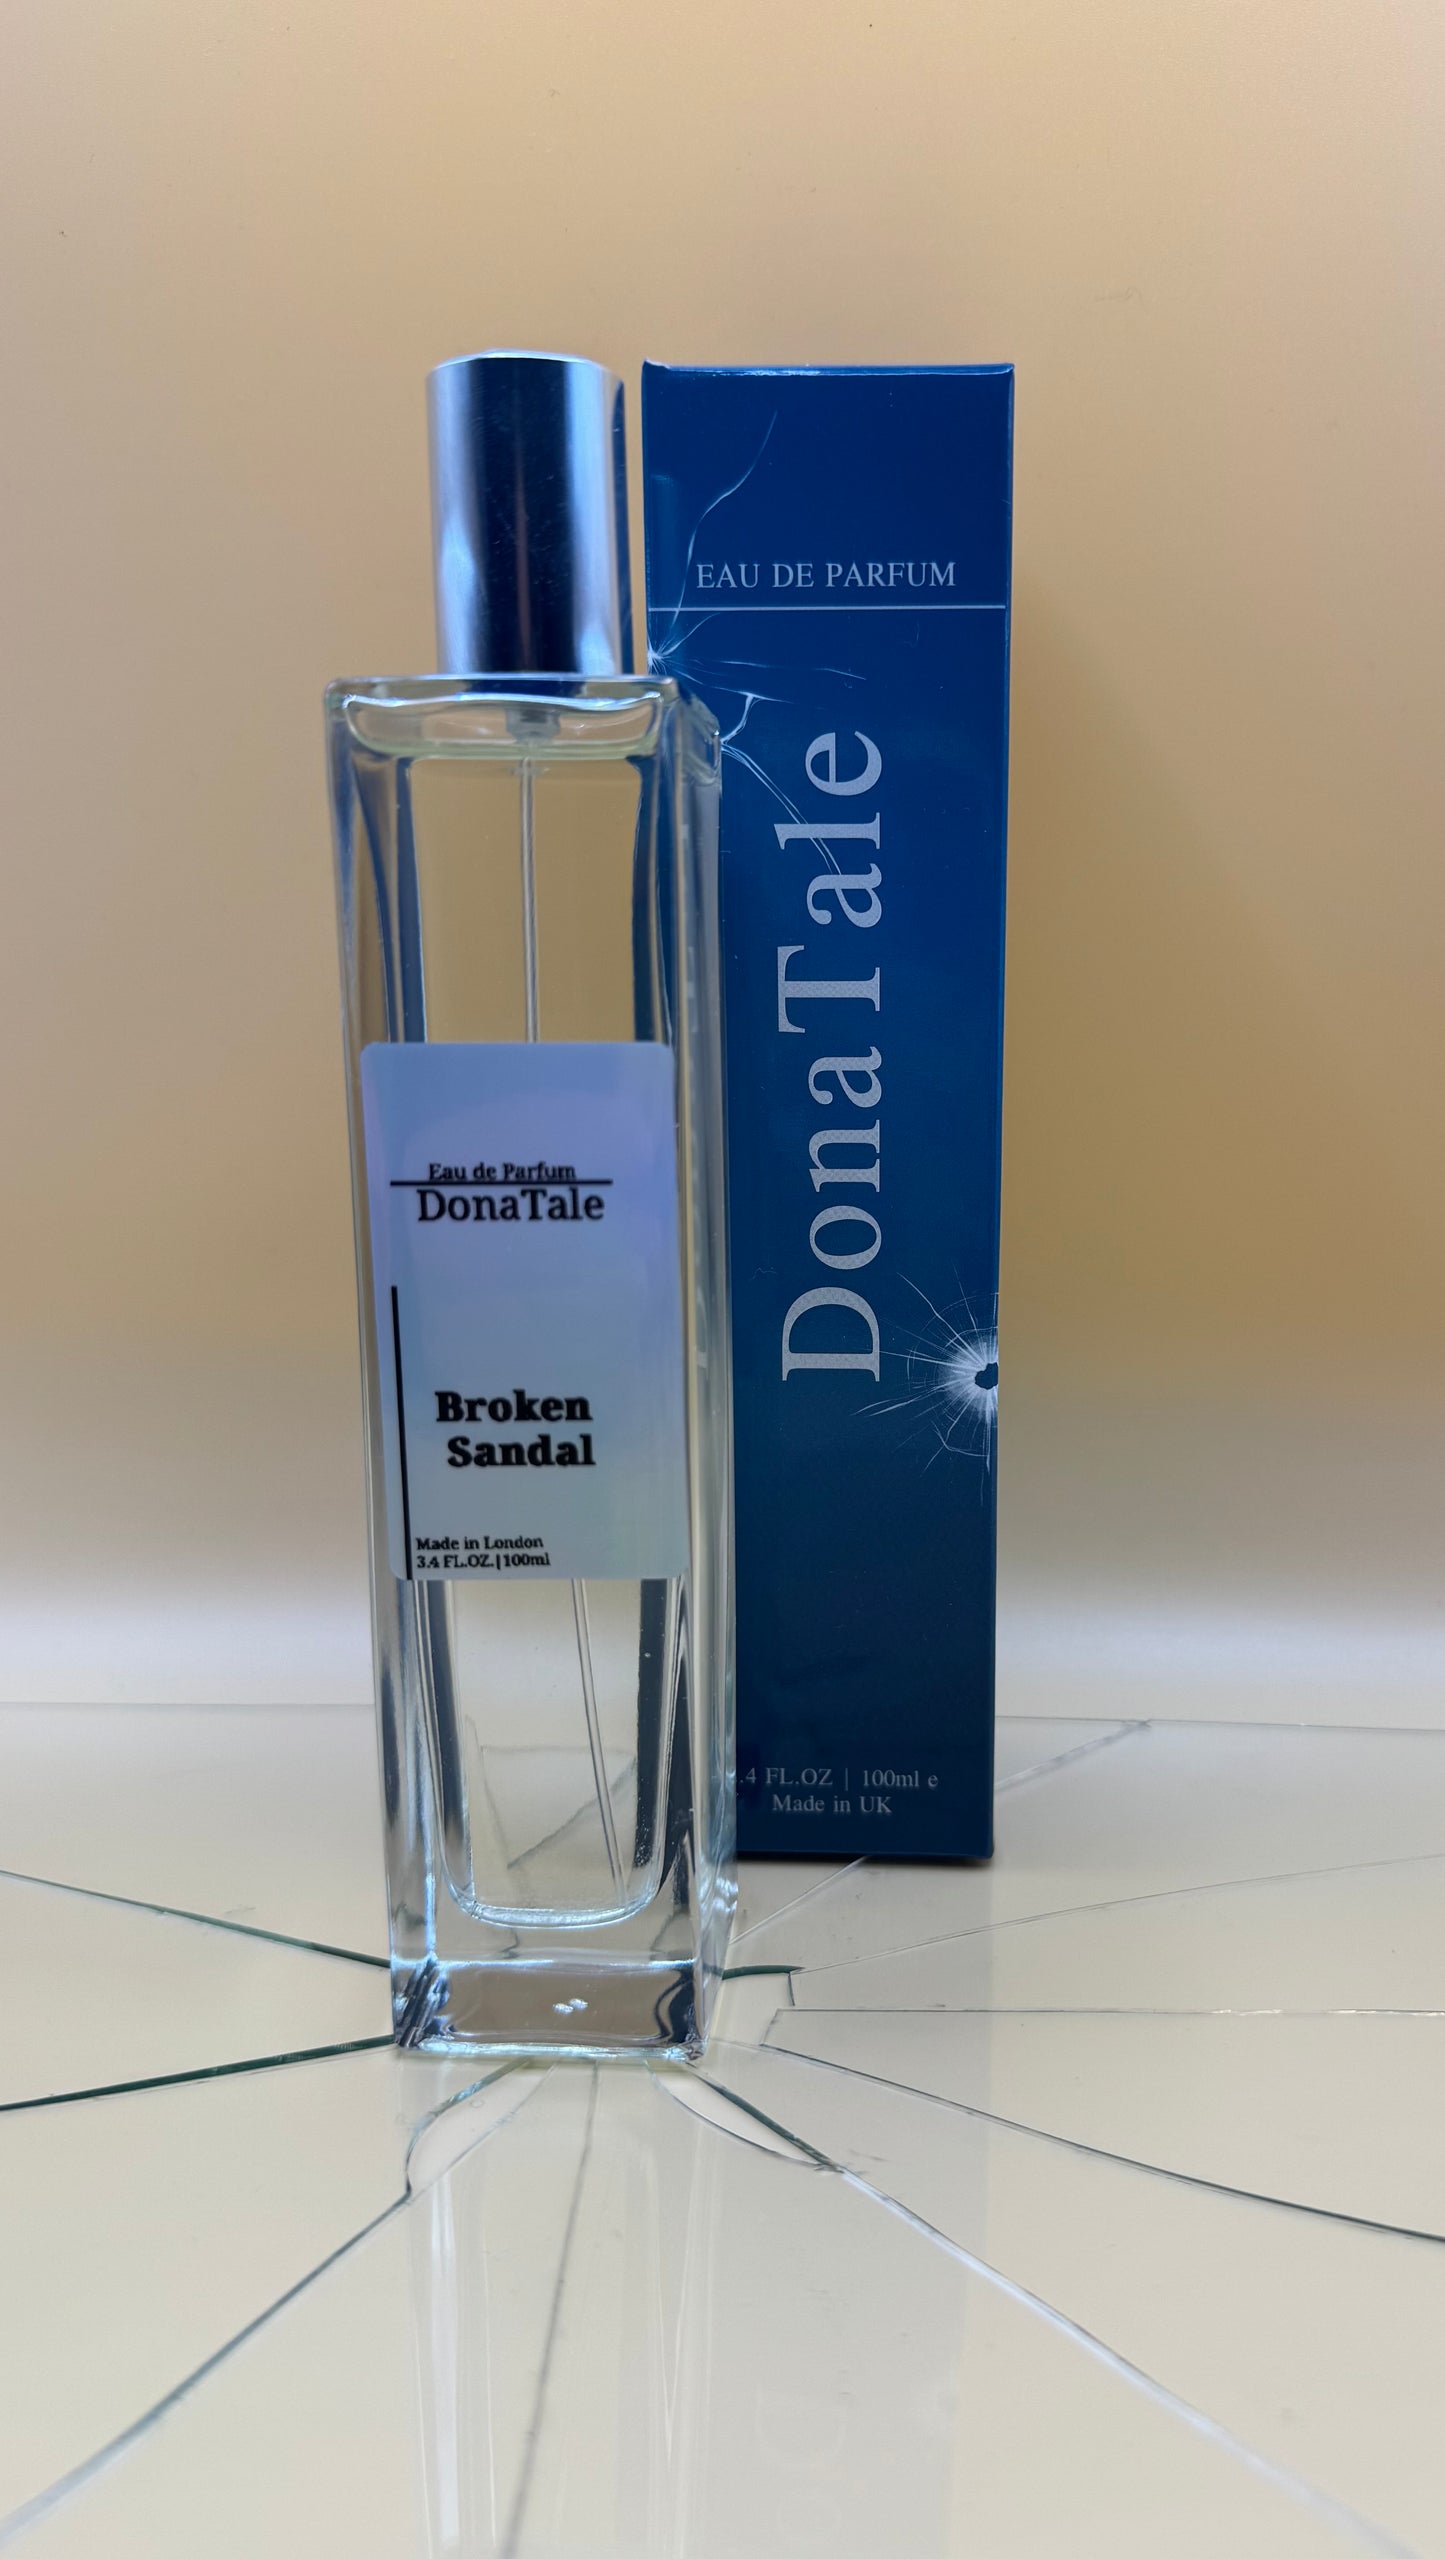 Eau de Parfum
DonaTale
Broken
Sandal
Made in London
3.4 FL.OZ.|100ml
EAU DE PARFUM
DonaTale
.4 FL.OZ | 100ml e
Made in UK